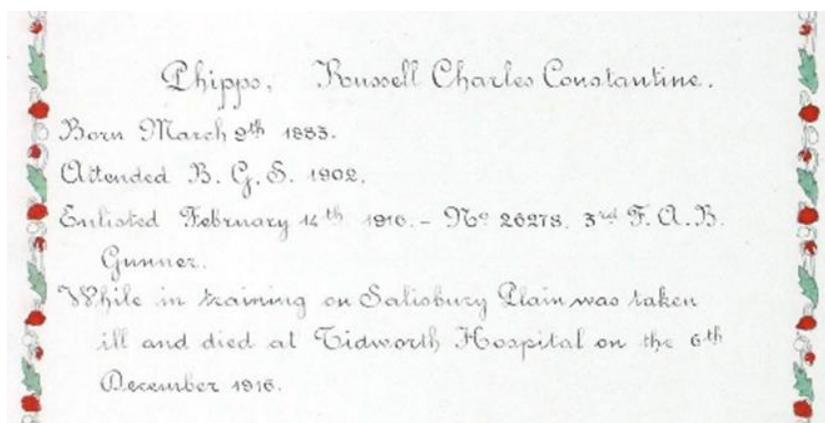 Phipps, Russell Charles Constantine.
Born March 9th 1883.
Attended B. G. S. 1902.
Enlisted February 14th 1916. – No 26278. 3rd F. A. B.
Gunner.
While in training on Salisbury Plain was taken
ill and died at Tidworth Hospital on the 6th
December 1916.